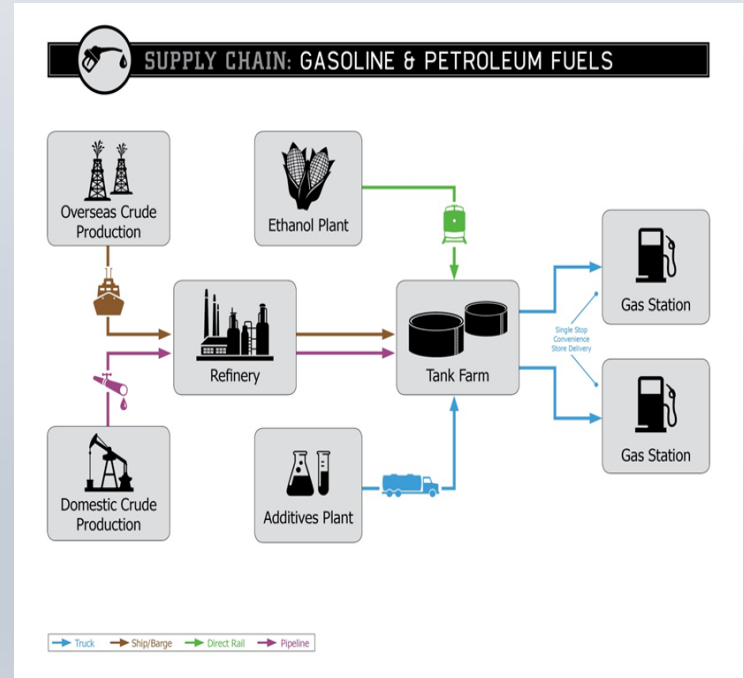 SUPPLY CHAIN: GASOLINE & PETROLEUM FUELS
Overseas Crude
Production
Ethanol Plant
Gas Station
Single Stop
Convenience
Store Delivery
Refinery
Tank Farm
Gas Station
Domestic Crude
Production
Additives Plant
Truck
Ship/Barge
Direct Rail
Pipeline